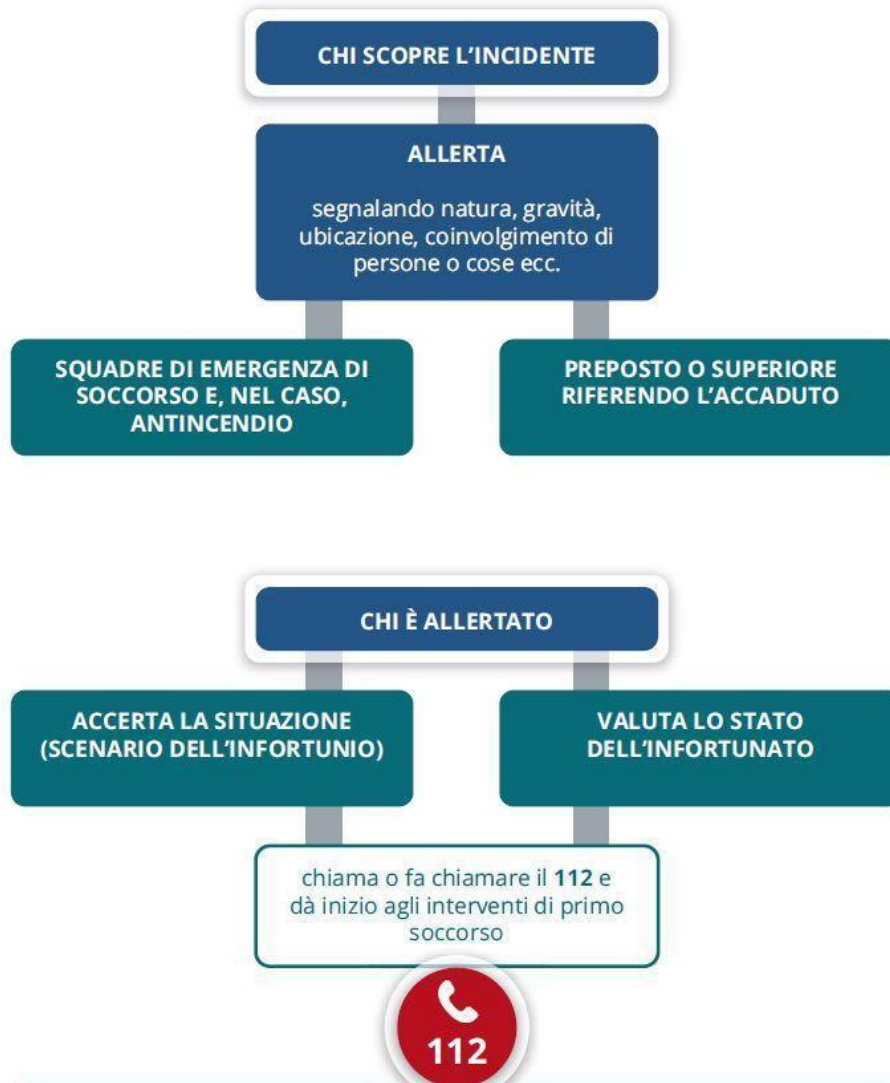 CHI SCOPRE L'INCIDENTE
ALLERTA
segnalando natura, gravità,
ubicazione, coinvolgimento di
persone o cose ecc.
SQUADRE DI EMERGENZA DI
SOCCORSO E, NEL CASO,
ANTINCENDIO
PREPOSTO O SUPERIORE
RIFERENDO L'ACCADUTO
CHI È ALLERTATO
ACCERTA LA SITUAZIONE
(SCENARIO DELL'INFORTUNIO)
VALUTA LO STATO
DELL'INFORTUNATO
chiama o fa chiamare il 112 e
dà inizio agli interventi di primo
soccorso
112